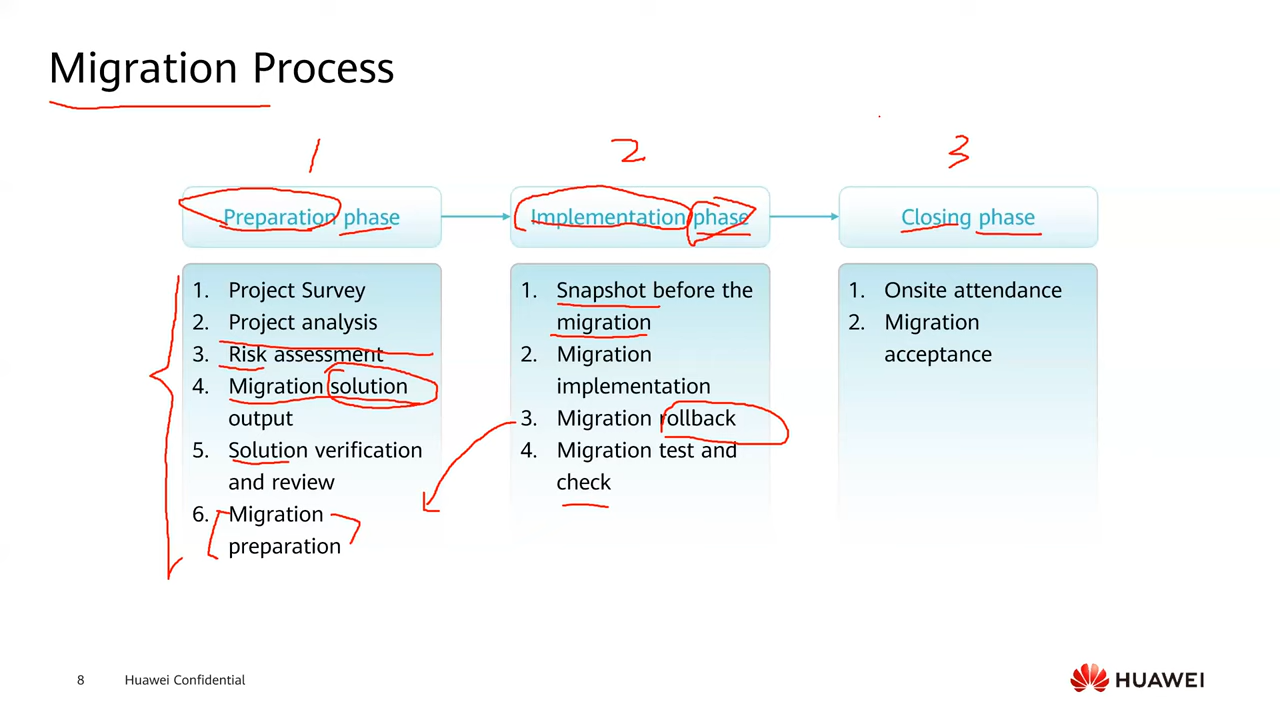 Migration Process
1
2
3
Preparation phase
Implementation phase
Closing phase
1. Project Survey
2. Project analysis
3. Risk assessment
4. Migration solution
output
5. Solution verification
and review
6. Migration
preparation
1. Snapshot before the
migration
2. Migration
implementation
3. Migration rollback
4. Migration test and
check
1. Onsite attendance
2. Migration
acceptance
8
Huawei Confidential
HUAWEI